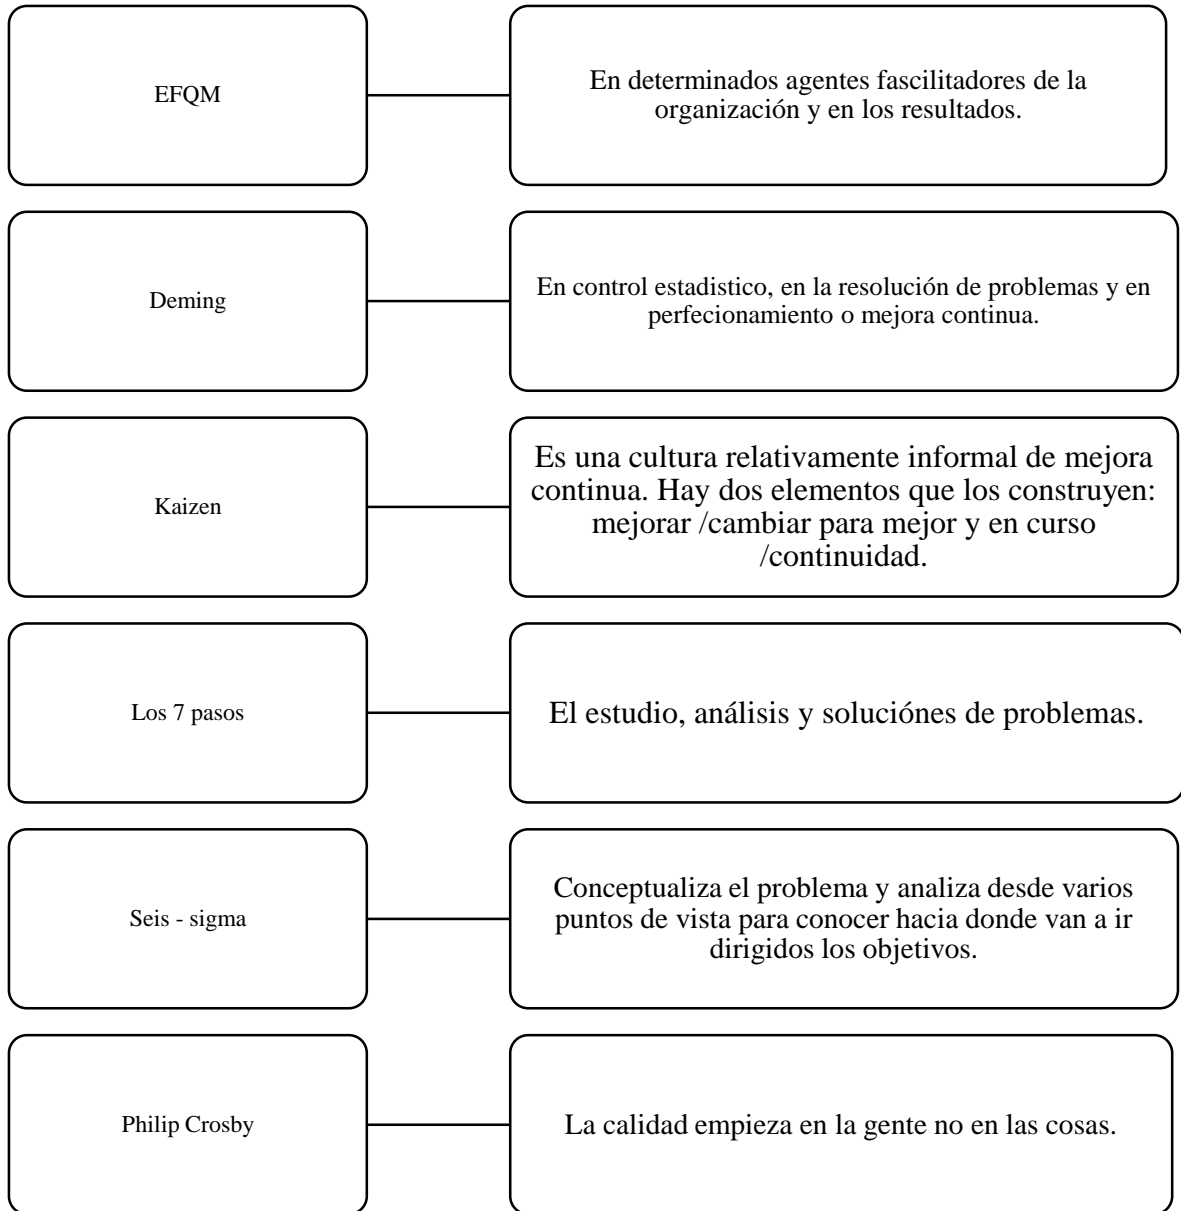 EFQM
En determinados agentes fascilitadores de la
organización y en los resultados.
Deming
En control estadistico, en la resolución de problemas y en
perfecionamiento o mejora continua.
Kaizen
Es una cultura relativamente informal de mejora
continua. Hay dos elementos que los construyen:
mejorar /cambiar para mejor y en curso
/continuidad.
Los 7 pasos
El estudio, análisis y soluciónes de problemas.
Seis - sigma
Conceptualiza el problema y analiza desde varios
puntos de vista para conocer hacia donde van a ir
dirigidos los objetivos.
Philip Crosby
La calidad empieza en la gente no en las cosas.